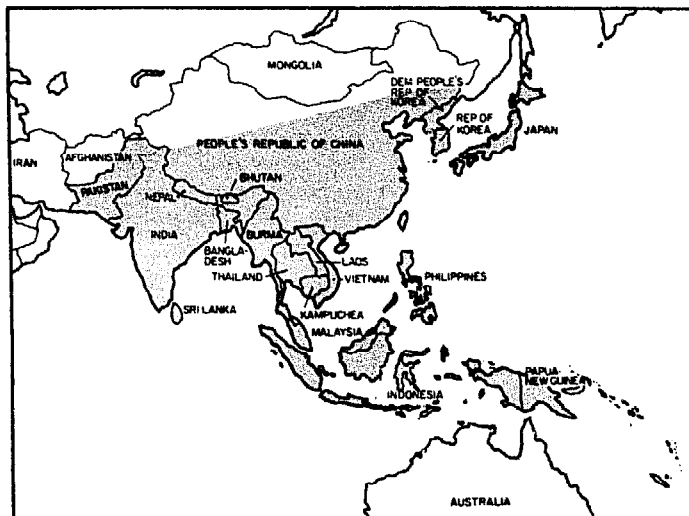 MONGOLIA
DEM PEOPLE'S
REP OF
KOREA
REP OF
KOREA
JAPAN
PEOPLE'S REPUBLIC OF CHINA
IRAN
AFGHANISTAN
PAKISTAN
BHUTAN
NEPAL
INDIA
BURMA
BANGLA-
DESH
LAOS
THAILAND
VIETNAM
PHILIPPINES
SRI LANKA
KAMPUCHEA
MALAYSIA
PAPUA
NEW GUINEA
INDONESIA
AUSTRALIA